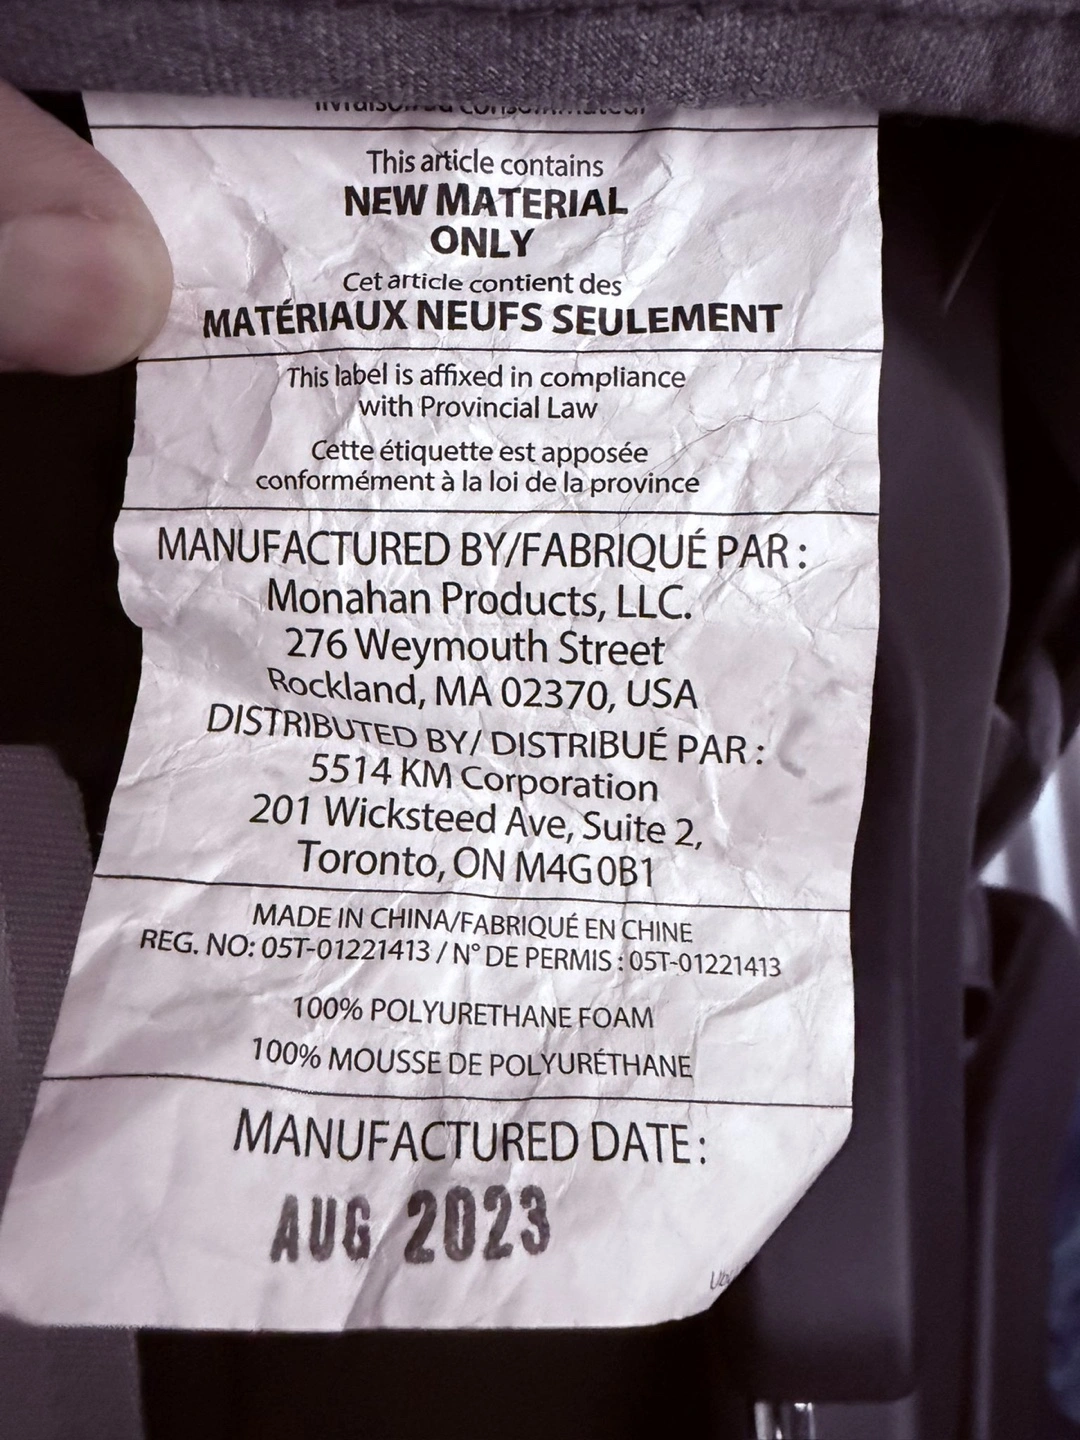 livraison au consommateur
This article contains
NEW MATERIAL
ONLY
Cet article contient des
MATÉRIAUX NEUFS SEULEMENT
This label is affixed in compliance
with Provincial Law
Cette étiquette est apposée
conformément à la loi de la province
MANUFACTURED BY/FABRIQUÉ PAR :
Monahan Products, LLC.
276 Weymouth Street
Rockland, MA 02370, USA
DISTRIBUTED BY/ DISTRIBUÉ PAR :
5514 KM Corporation
201 Wicksteed Ave, Suite 2,
Toronto, ON M4G0B1
MADE IN CHINA/FABRIQUÉ EN CHINE
REG. NO: 05T-01221413 / N° DE PERMIS : 05T-01221413
100% POLYURETHANE FOAM
100% MOUSSE DE POLYURÉTHANE
MANUFACTURED DATE:
AUG 2023